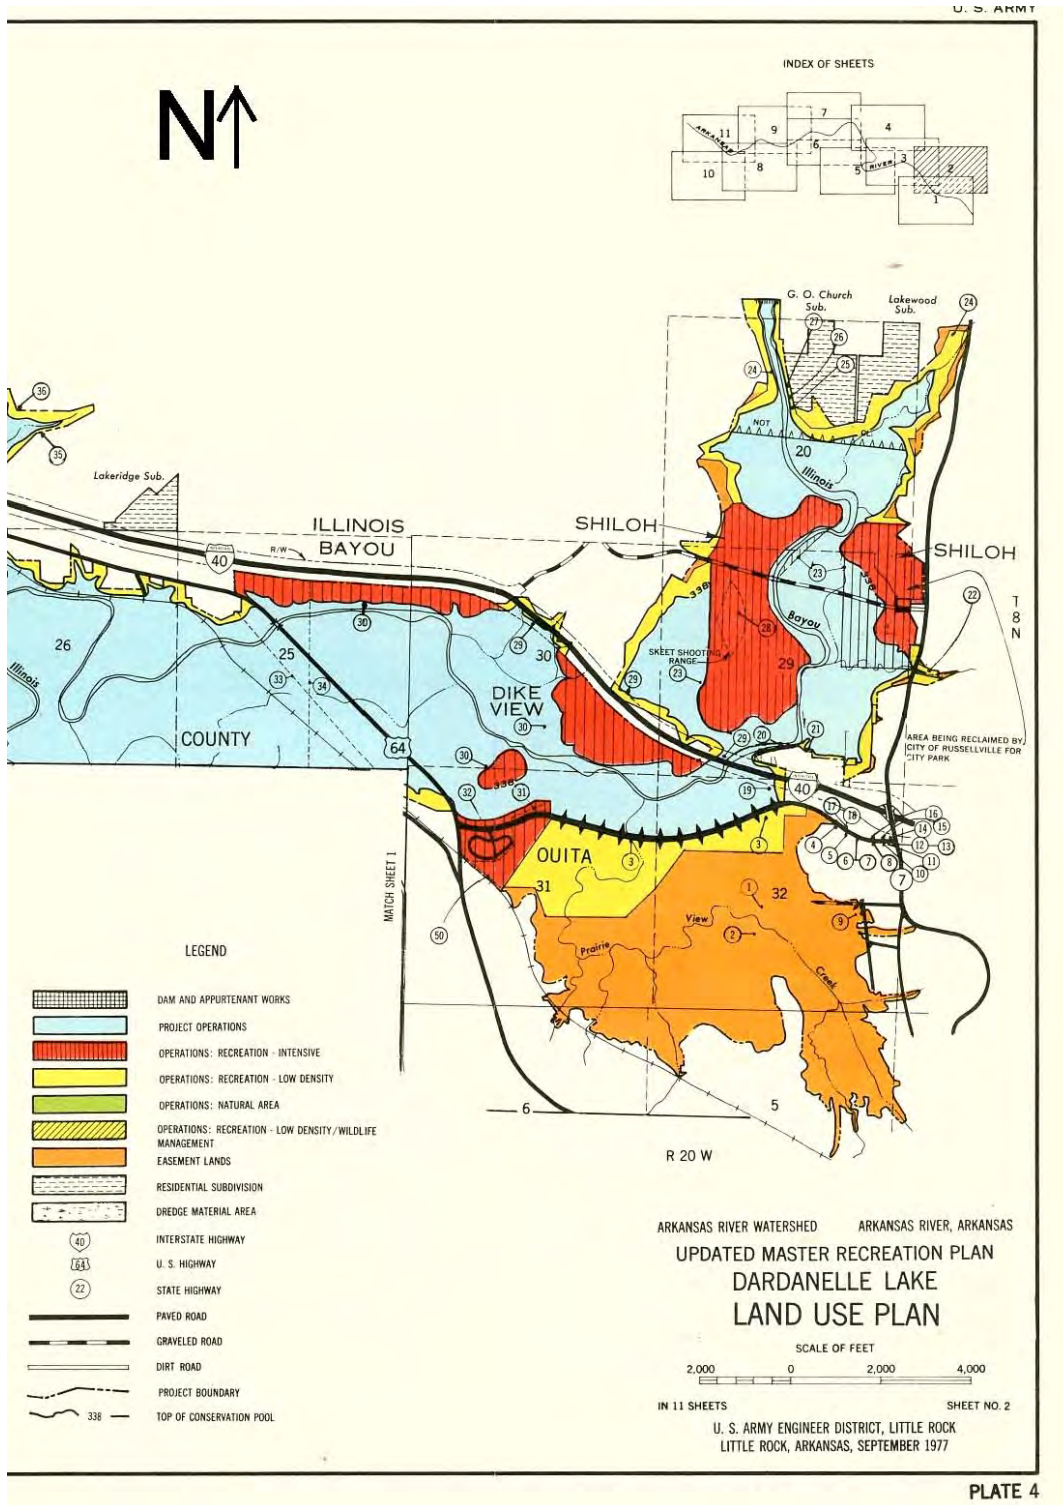 U. S. ARMY
INDEX OF SHEETS
N
7
4
9
11
ARKANSAS
6
8
10
5
RIVER
3
2
1
G. O. Church
Sub.
Lakewood
Sub.
24
27
26
25
24
36
35
NOT
20
Illinois
Lakeridge Sub.
ILLINOIS
BAYOU
R/W
40
SHILOH
SHILOH
338
23
338
22
T
8
N
30
29
30
28
Bayou
SKEET SHOOTING
RANGE
29
23
29
26
25
Illinois
33
34
DIKE
VIEW
30
COUNTY
64
29
20
21
AREA BEING RECLAIMED BY
CITY OF RUSSELLVILLE FOR
CITY PARK
30
338
31
32
19
40
17
18
16
15
14
4
5
6
7
8
12
13
11
10
3
3
OUITA
7
31
32
1
9
2
View
Prairie
Creek
50
MATCH SHEET 1
6
5
R 20 W
LEGEND
DAM AND APPURTENANT WORKS
PROJECT OPERATIONS
OPERATIONS: RECREATION - INTENSIVE
OPERATIONS: RECREATION - LOW DENSITY
OPERATIONS: NATURAL AREA
OPERATIONS: RECREATION - LOW DENSITY/WILDLIFE
MANAGEMENT
EASEMENT LANDS
RESIDENTIAL SUBDIVISION
DREDGE MATERIAL AREA
40 INTERSTATE HIGHWAY
64 U. S. HIGHWAY
22 STATE HIGHWAY
PAVED ROAD
GRAVELED ROAD
DIRT ROAD
PROJECT BOUNDARY
338 TOP OF CONSERVATION POOL
ARKANSAS RIVER WATERSHED ARKANSAS RIVER, ARKANSAS
UPDATED MASTER RECREATION PLAN
DARDANELLE LAKE
LAND USE PLAN
SCALE OF FEET
2,000 0 2,000 4,000
IN 11 SHEETS SHEET NO. 2
U. S. ARMY ENGINEER DISTRICT, LITTLE ROCK
LITTLE ROCK, ARKANSAS, SEPTEMBER 1977
PLATE 4